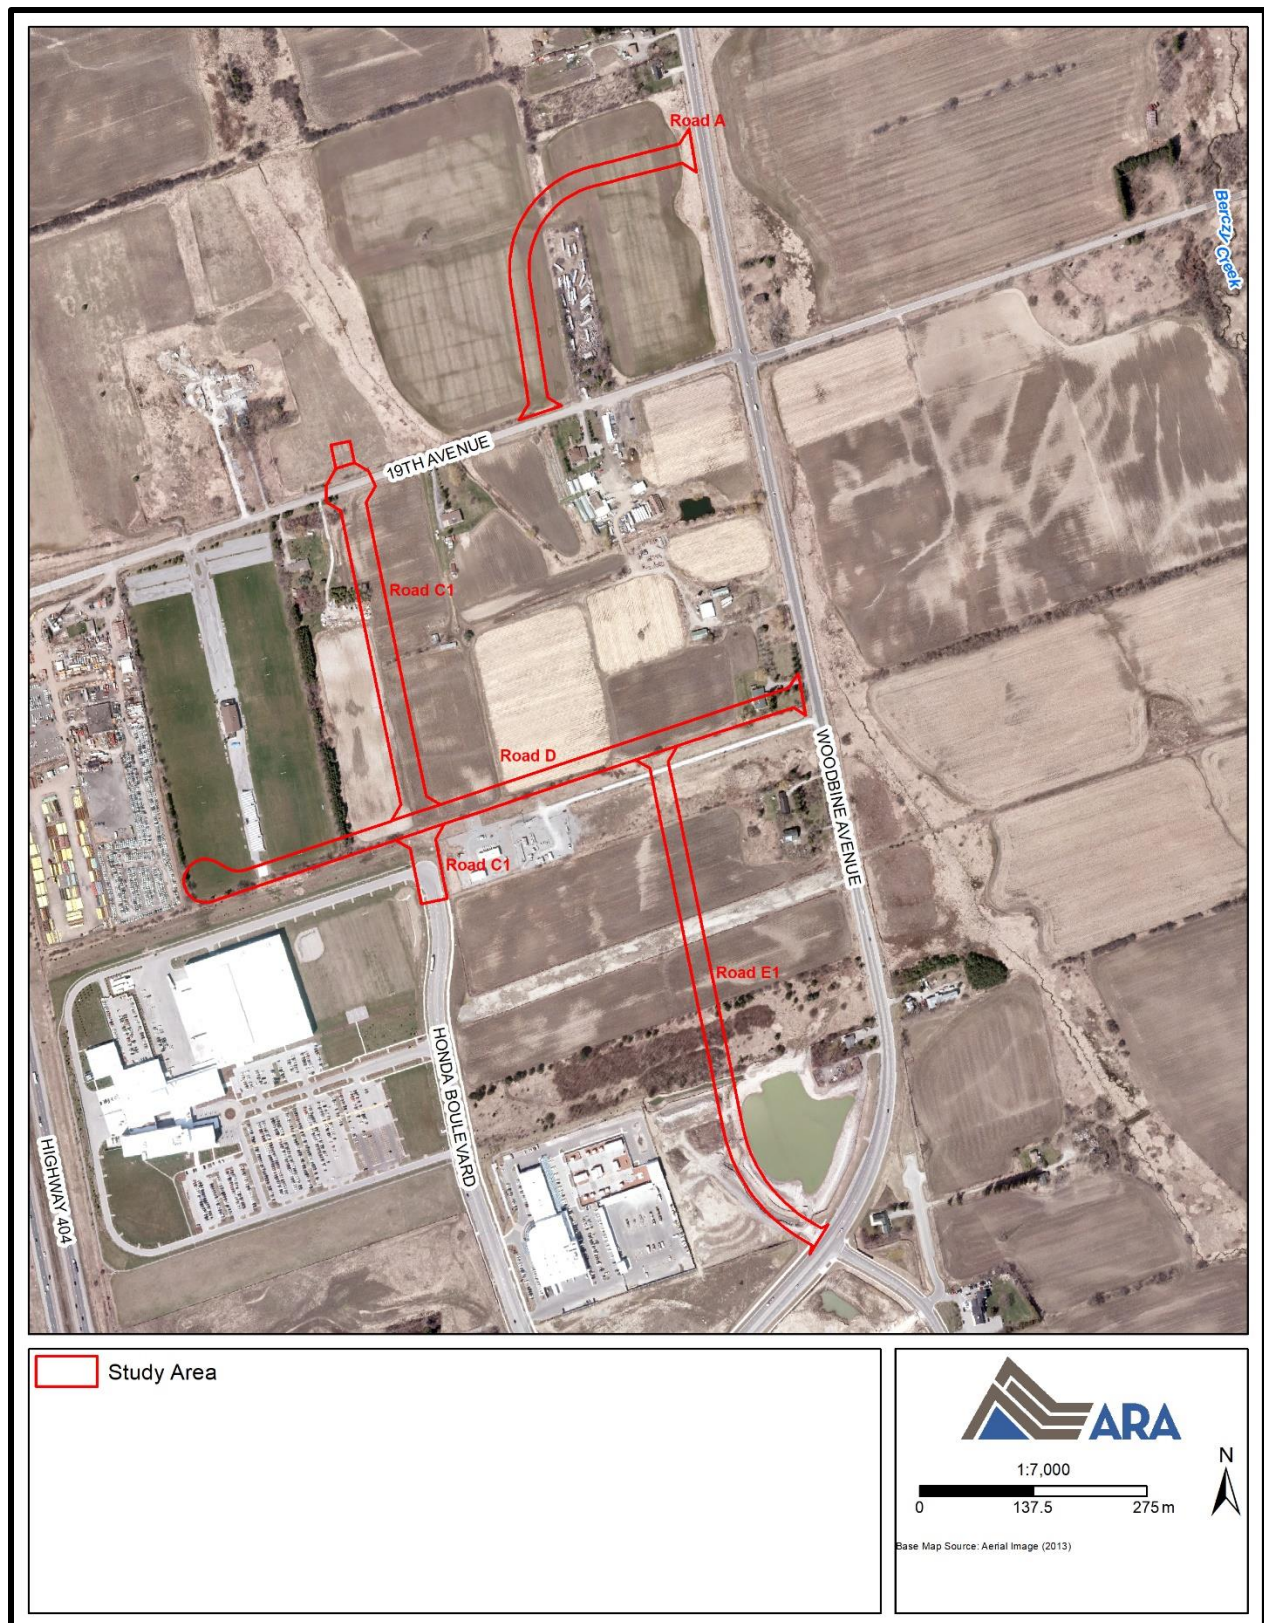 Road A
Berczy Creek
19TH AVENUE
Road C1
Road D
WOODBINE AVENUE
Road C1
Road E1
HONDA BOULEVARD
HIGHWAY 404
Study Area
ARA
1:7,000
N
0 137.5 275 m
Base Map Source: Aerial Image (2013)